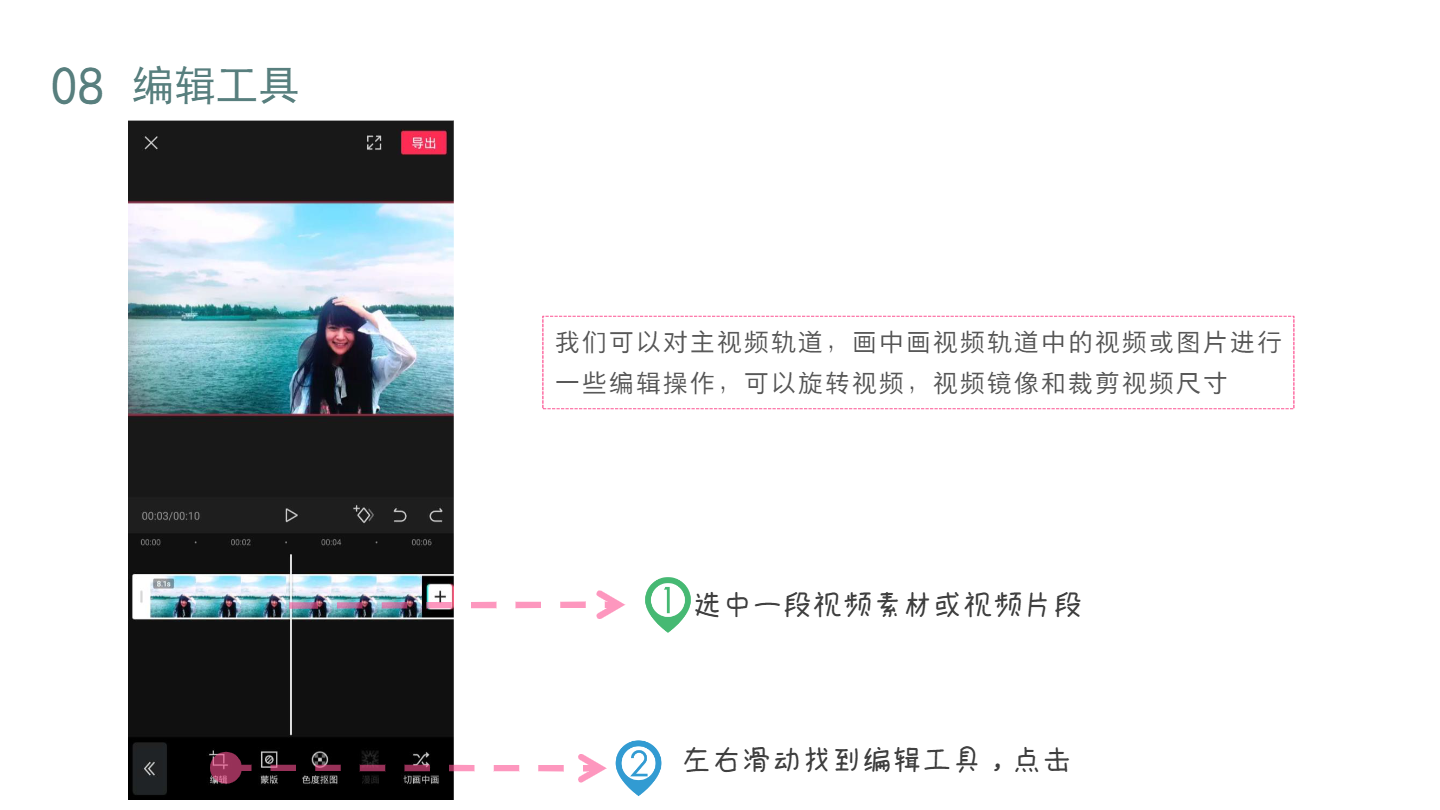 08 编辑工具
导出
我们可以对主视频轨道，画中画视频轨道中的视频或图片进行
一些编辑操作，可以旋转视频，视频镜像和裁剪视频尺寸
00:03/00:10
00:00 00:02 00:04 00:06
8.1s
1 选中一段视频素材或视频片段
2 左右滑动找到编辑工具，点击
编辑 蒙版 色度抠图 漫画 切画中画